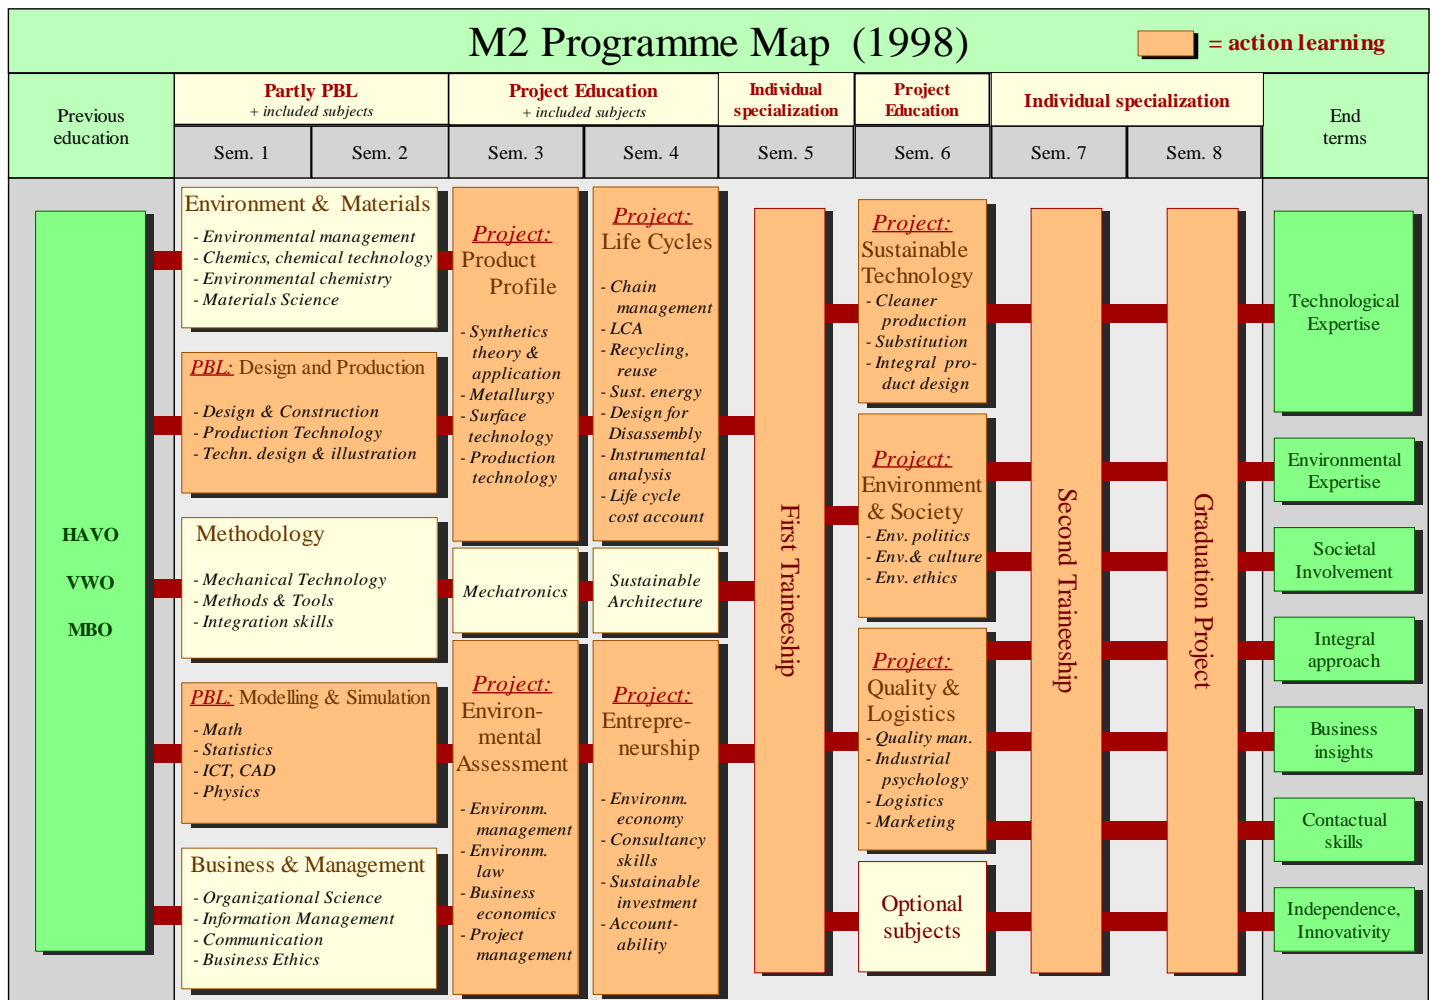 M2 Programme Map (1998)
= action learning
Previous
education
Partly PBL
+ included subjects
Project Education
+ included subjects
Individual
specialization
Project
Education
Individual specialization
End
terms
Sem. 1
Sem. 2
Sem. 3
Sem. 4
Sem. 5
Sem. 6
Sem. 7
Sem. 8
HAVO
VWO
MBO
Environment & Materials
- Environmental management
- Chemics, chemical technology
- Environmental chemistry
- Materials Science
PBL: Design and Production
- Design & Construction
- Production Technology
- Techn. design & illustration
Methodology
- Mechanical Technology
- Methods & Tools
- Integration skills
PBL: Modelling & Simulation
- Math
- Statistics
- ICT, CAD
- Physics
Business & Management
- Organizational Science
- Information Management
- Communication
- Business Ethics
Project:
Product
Profile
- Synthetics
theory &
application
- Metallurgy
- Surface
technology
- Production
technology
Mechatronics
Project:
Environ-
mental
Assessment
- Environm.
management
- Environm.
law
- Business
economics
- Project
management
Project:
Life Cycles
- Chain
management
- LCA
- Recycling,
reuse
- Sust. energy
- Design for
Disassembly
- Instrumental
analysis
- Life cycle
cost account
Sustainable
Architecture
Project:
Entrepre-
neurship
- Environm.
economy
- Consultancy
skills
- Sustainable
investment
- Account-
ability
First Traineeship
Project:
Sustainable
Technology
- Cleaner
production
- Substitution
- Integral pro-
duct design
Project:
Environment
& Society
- Env. politics
- Env.& culture
- Env. ethics
Project:
Quality &
Logistics
- Quality man.
- Industrial
psychology
- Logistics
- Marketing
Optional
subjects
Second Traineeship
Graduation Project
Technological
Expertise
Environmental
Expertise
Societal
Involvement
Integral
approach
Business
insights
Contactual
skills
Independence,
Innovativity